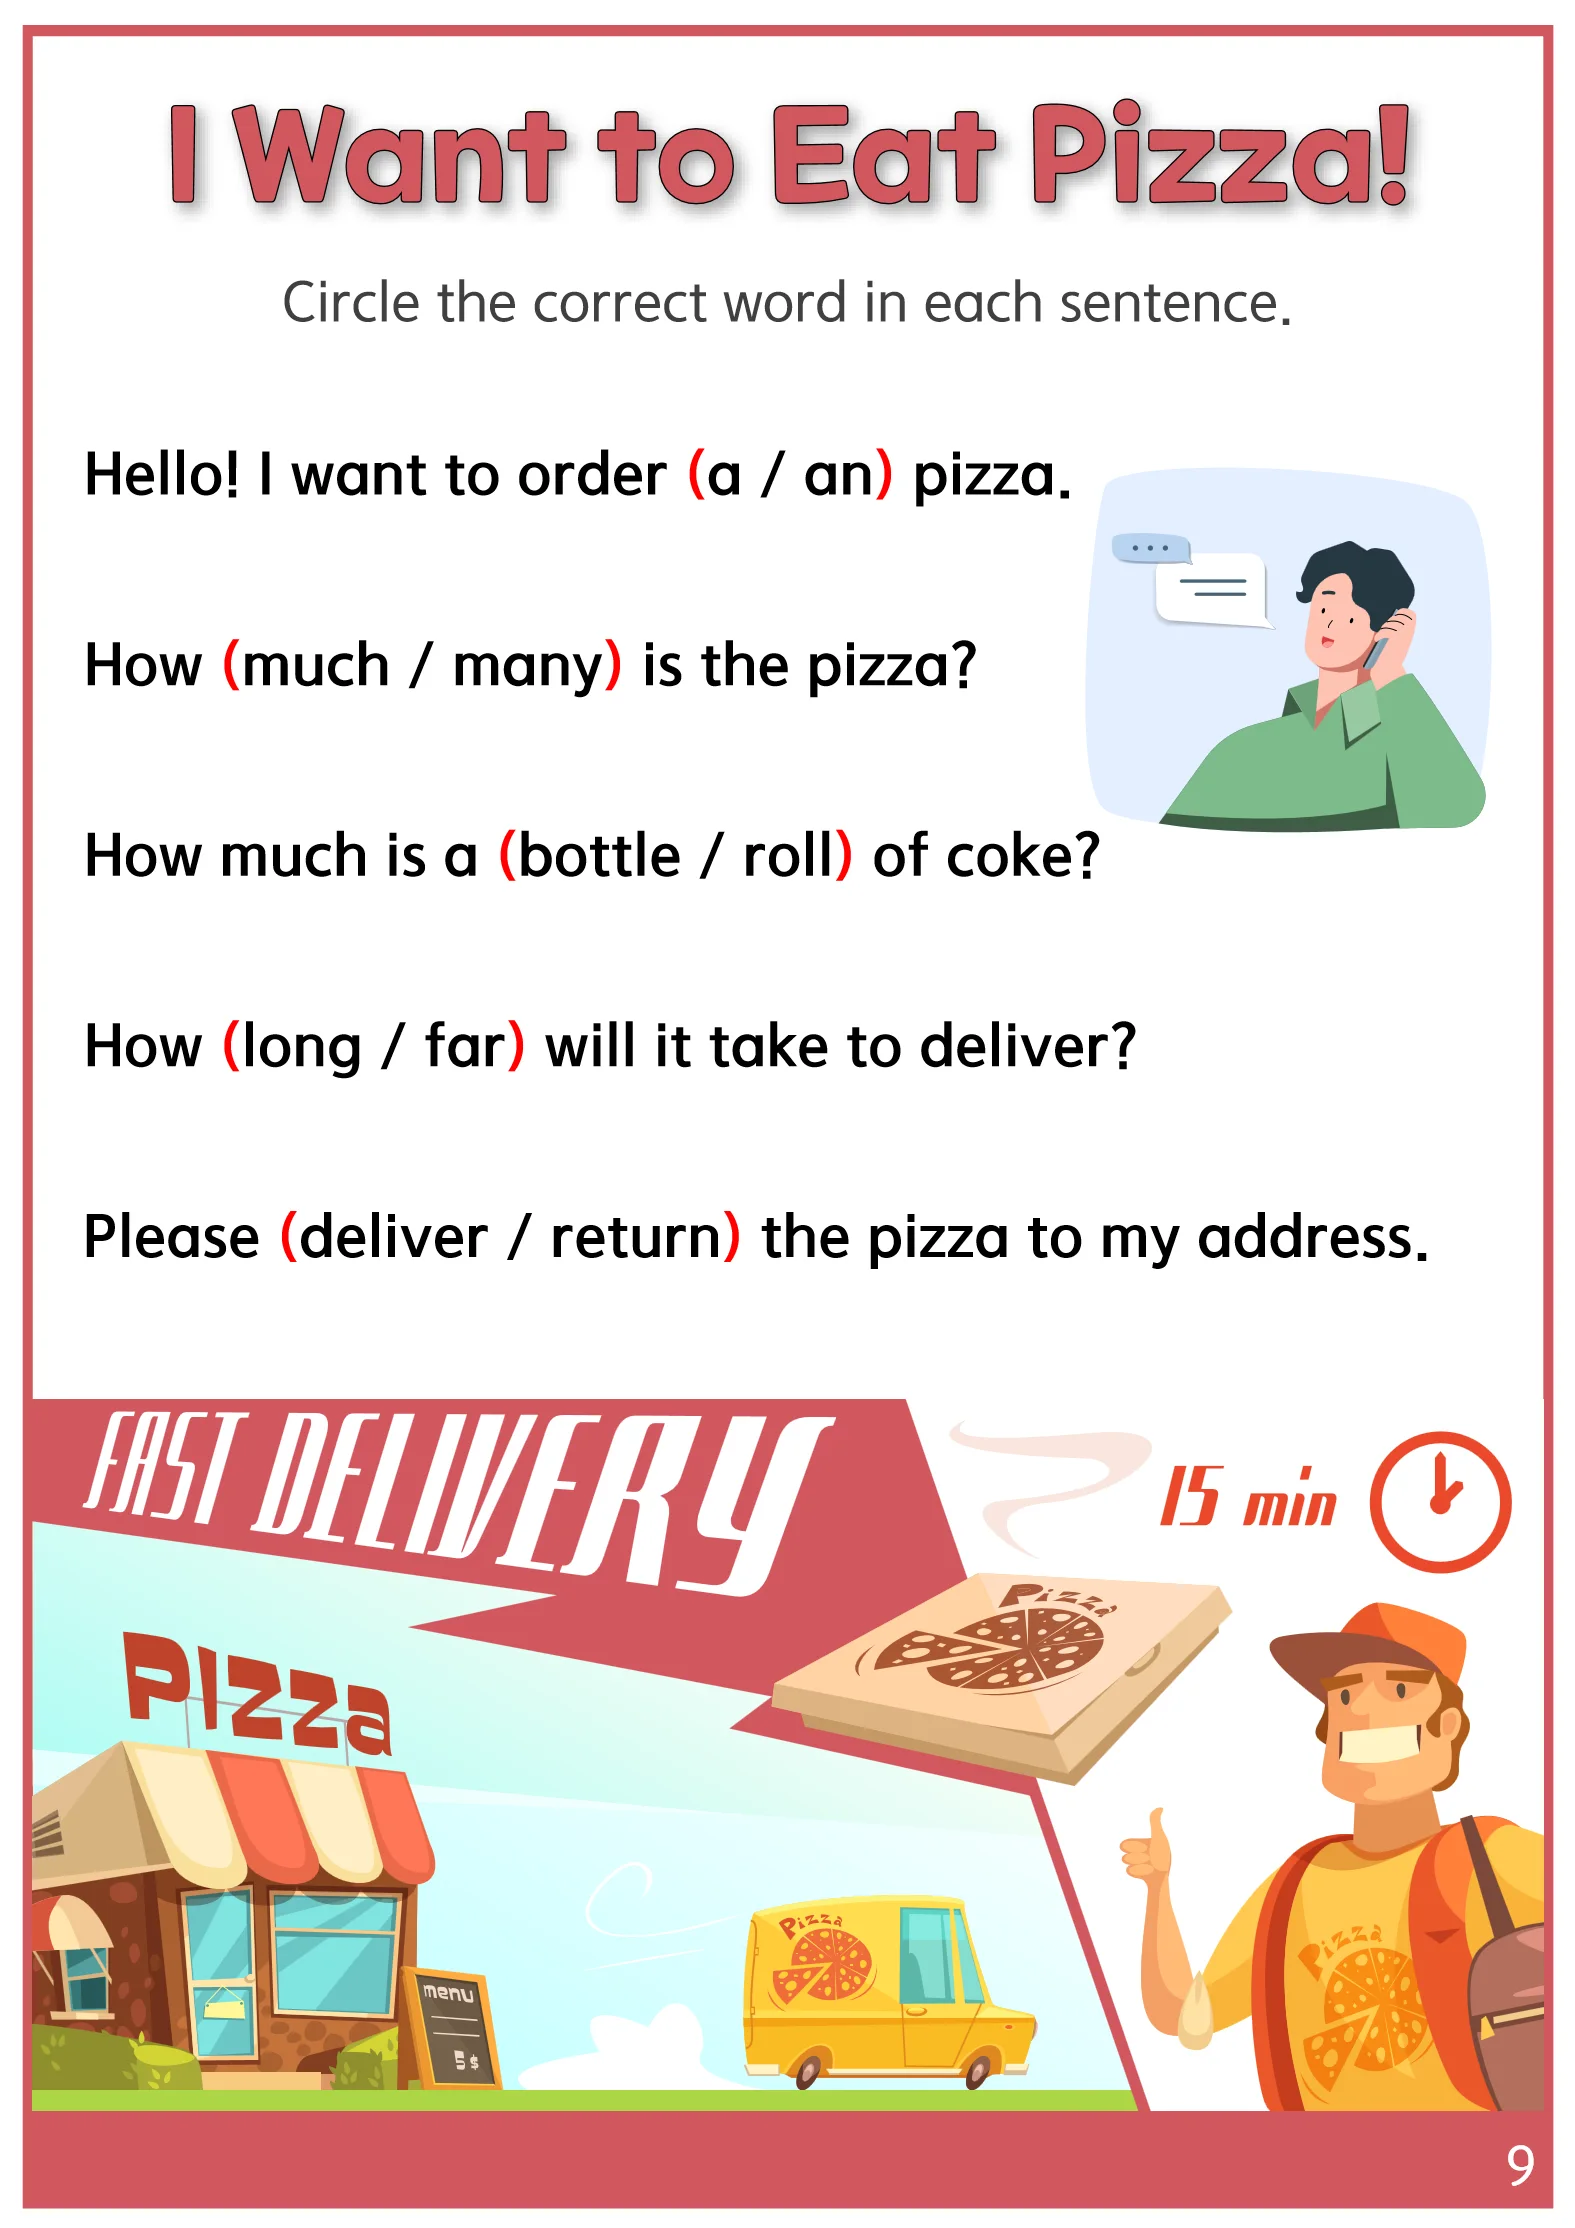 I Want to Eat Pizza!
Circle the correct word in each sentence.
Hello! I want to order (a / an) pizza.
How (much / many) is the pizza?
How much is a (bottle / roll) of coke?
How (long / far) will it take to deliver?
Please (deliver / return) the pizza to my address.
FAST DELIVERY
15 min
Pizza
Pizza
Pizza
Pizza
menu
5 $
9